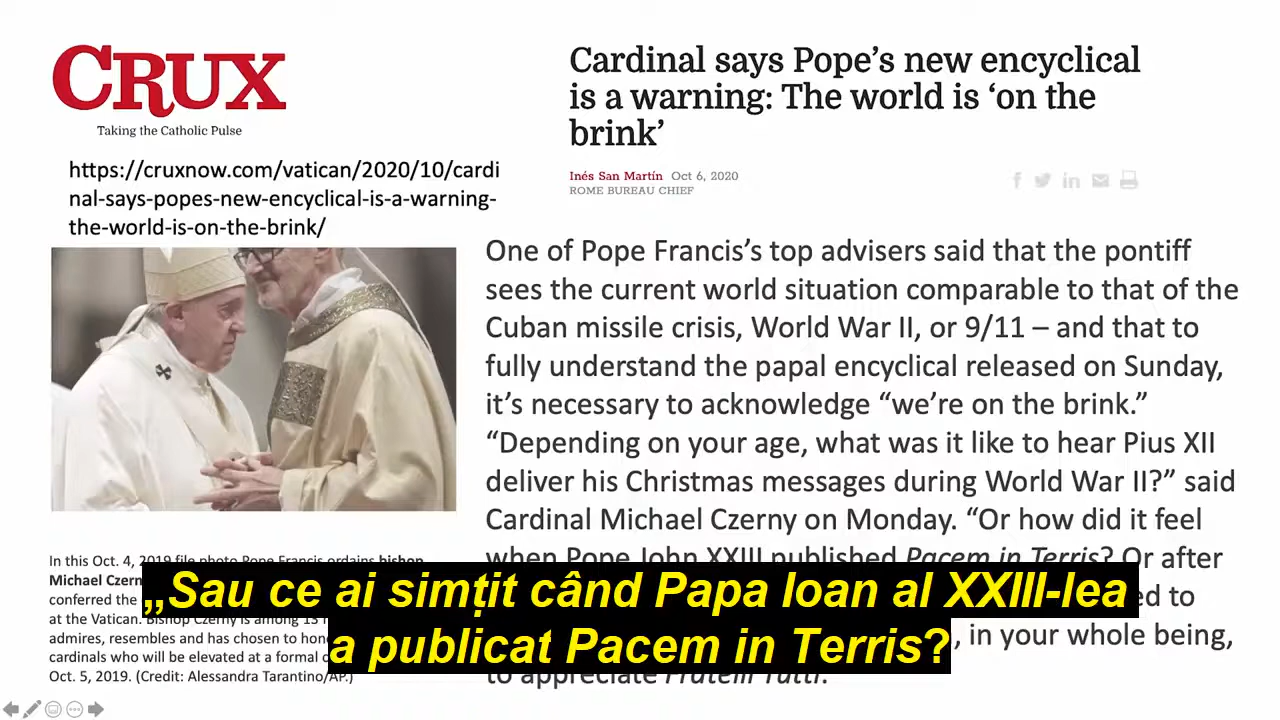 CRUX
Taking the Catholic Pulse
https://cruxnow.com/vatican/2020/10/cardi
nal-says-popes-new-encyclical-is-a-warning-
the-world-is-on-the-brink/
Cardinal says Pope’s new encyclical
is a warning: The world is ‘on the
brink’
Inés San Martín Oct 6, 2020
ROME BUREAU CHIEF
One of Pope Francis’s top advisers said that the pontiff
sees the current world situation comparable to that of the
Cuban missile crisis, World War II, or 9/11 – and that to
fully understand the papal encyclical released on Sunday,
it’s necessary to acknowledge “we’re on the brink.”
“Depending on your age, what was it like to hear Pius XII
deliver his Christmas messages during World War II?” said
Cardinal Michael Czerny on Monday. “Or how did it feel
when Pope John XXIII published Pacem in Terris? Or after
to
, in your whole being,
to appreciate Fratelli Tutti.
In this Oct. 4, 2019 file photo Pope Francis ordains bishop
Michael
conferred the
at the Vatican. Bishop Czerny is among 13
admires, resembles and has chosen to
cardinals who will be elevated at a formal
Oct. 5, 2019. (Credit: Alessandra Tarantino/AP.)
„Sau ce ai simțit când Papa Ioan al XXIII-lea
a publicat Pacem in Terris?